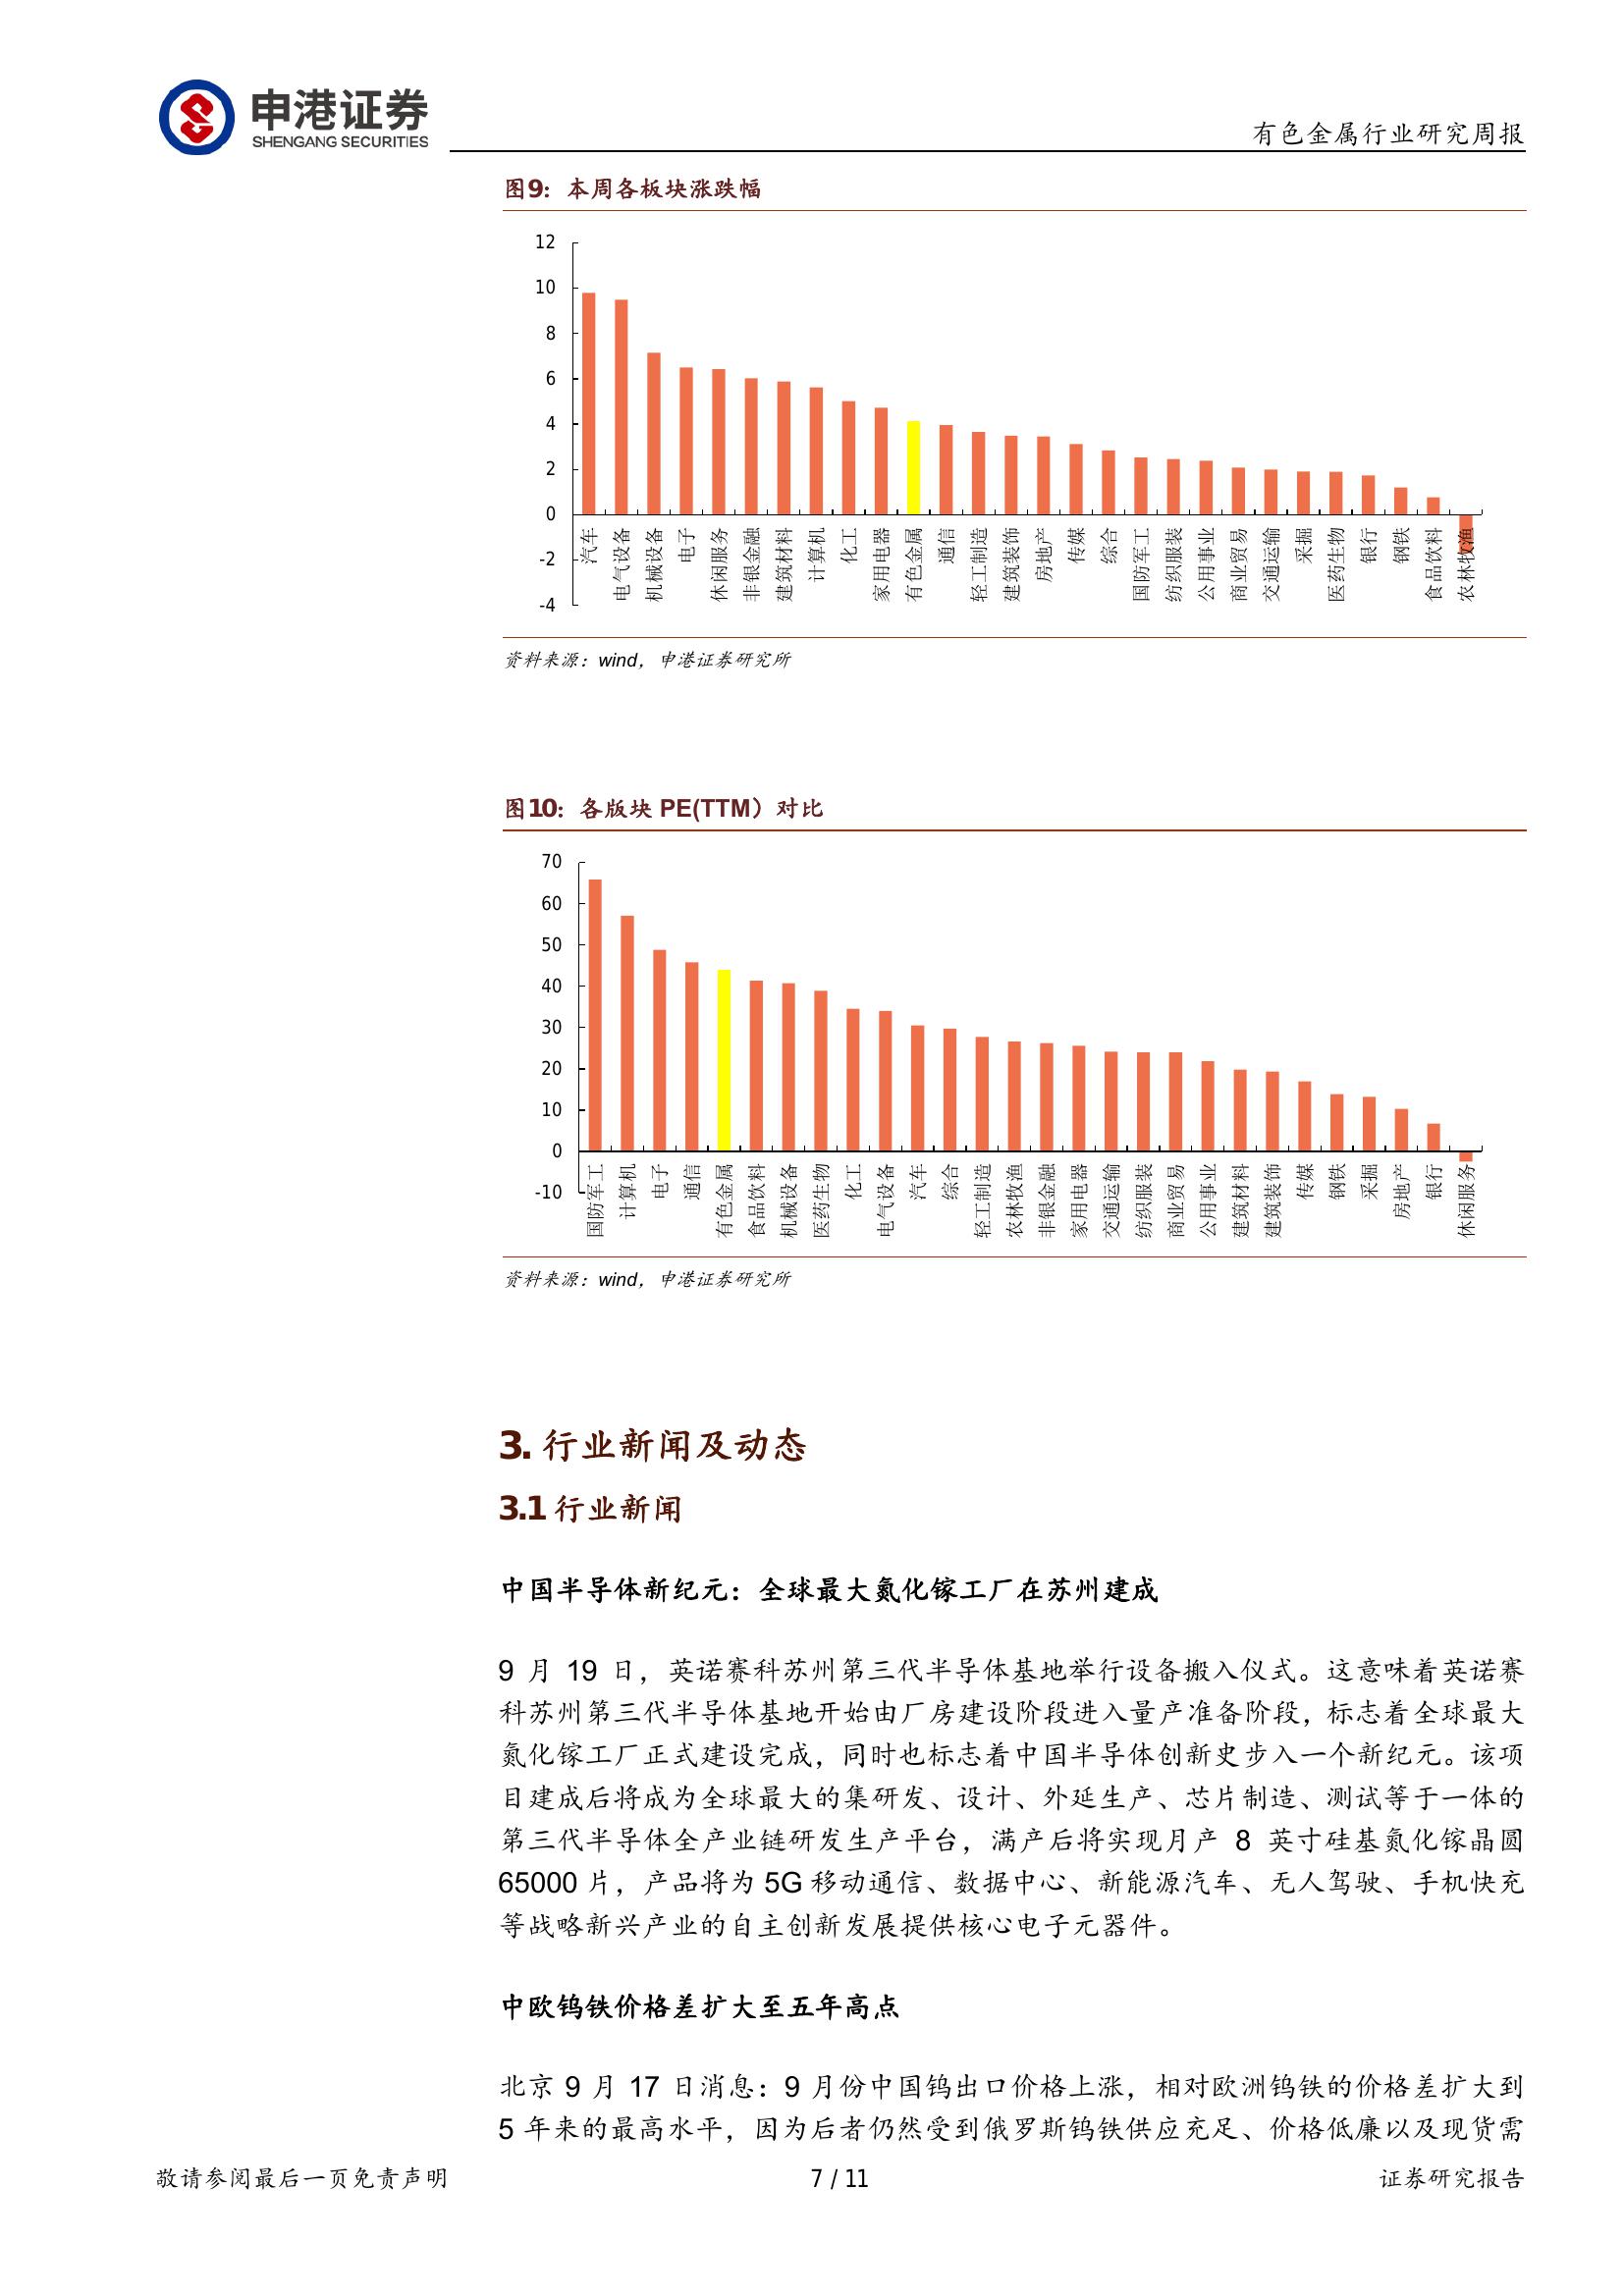 申港证券
SHENGANG SECURITIES
有色金属行业研究周报
图9：本周各板块涨跌幅
12
10
8
6
4
2
0
-2
-4
汽车
电气设备
机械设备
电子
休闲服务
非银金融
建筑材料
计算机
化工
家用电器
有色金属
通信
轻工制造
建筑装饰
房地产
传媒
综合
国防军工
纺织服装
公用事业
商业贸易
交通运输
采掘
医药生物
银行
钢铁
食品饮料
农林牧渔
资料来源：wind，申港证券研究所
图10：各版块 PE(TTM）对比
70
60
50
40
30
20
10
0
-10
国防军工
计算机
电子
通信
有色金属
食品饮料
机械设备
医药生物
化工
电气设备
汽车
综合
轻工制造
农林牧渔
非银金融
家用电器
交通运输
纺织服装
商业贸易
公用事业
建筑材料
建筑装饰
传媒
钢铁
采掘
房地产
银行
休闲服务
资料来源：wind，申港证券研究所
3. 行业新闻及动态
3.1 行业新闻
中国半导体新纪元：全球最大氮化镓工厂在苏州建成
9 月 19 日，英诺赛科苏州第三代半导体基地举行设备搬入仪式。这意味着英诺赛
科苏州第三代半导体基地开始由厂房建设阶段进入量产准备阶段，标志着全球最大
氮化镓工厂正式建设完成，同时也标志着中国半导体创新史步入一个新纪元。该项
目建成后将成为全球最大的集研发、设计、外延生产、芯片制造、测试等于一体的
第三代半导体全产业链研发生产平台，满产后将实现月产 8 英寸硅基氮化镓晶圆
65000 片，产品将为 5G 移动通信、数据中心、新能源汽车、无人驾驶、手机快充
等战略新兴产业的自主创新发展提供核心电子元器件。
中欧钨铁价格差扩大至五年高点
北京 9 月 17 日消息：9 月份中国钨出口价格上涨，相对欧洲钨铁的价格差扩大到
5 年来的最高水平，因为后者仍然受到俄罗斯钨铁供应充足、价格低廉以及现货需
敬请参阅最后一页免责声明
7 / 11
证券研究报告